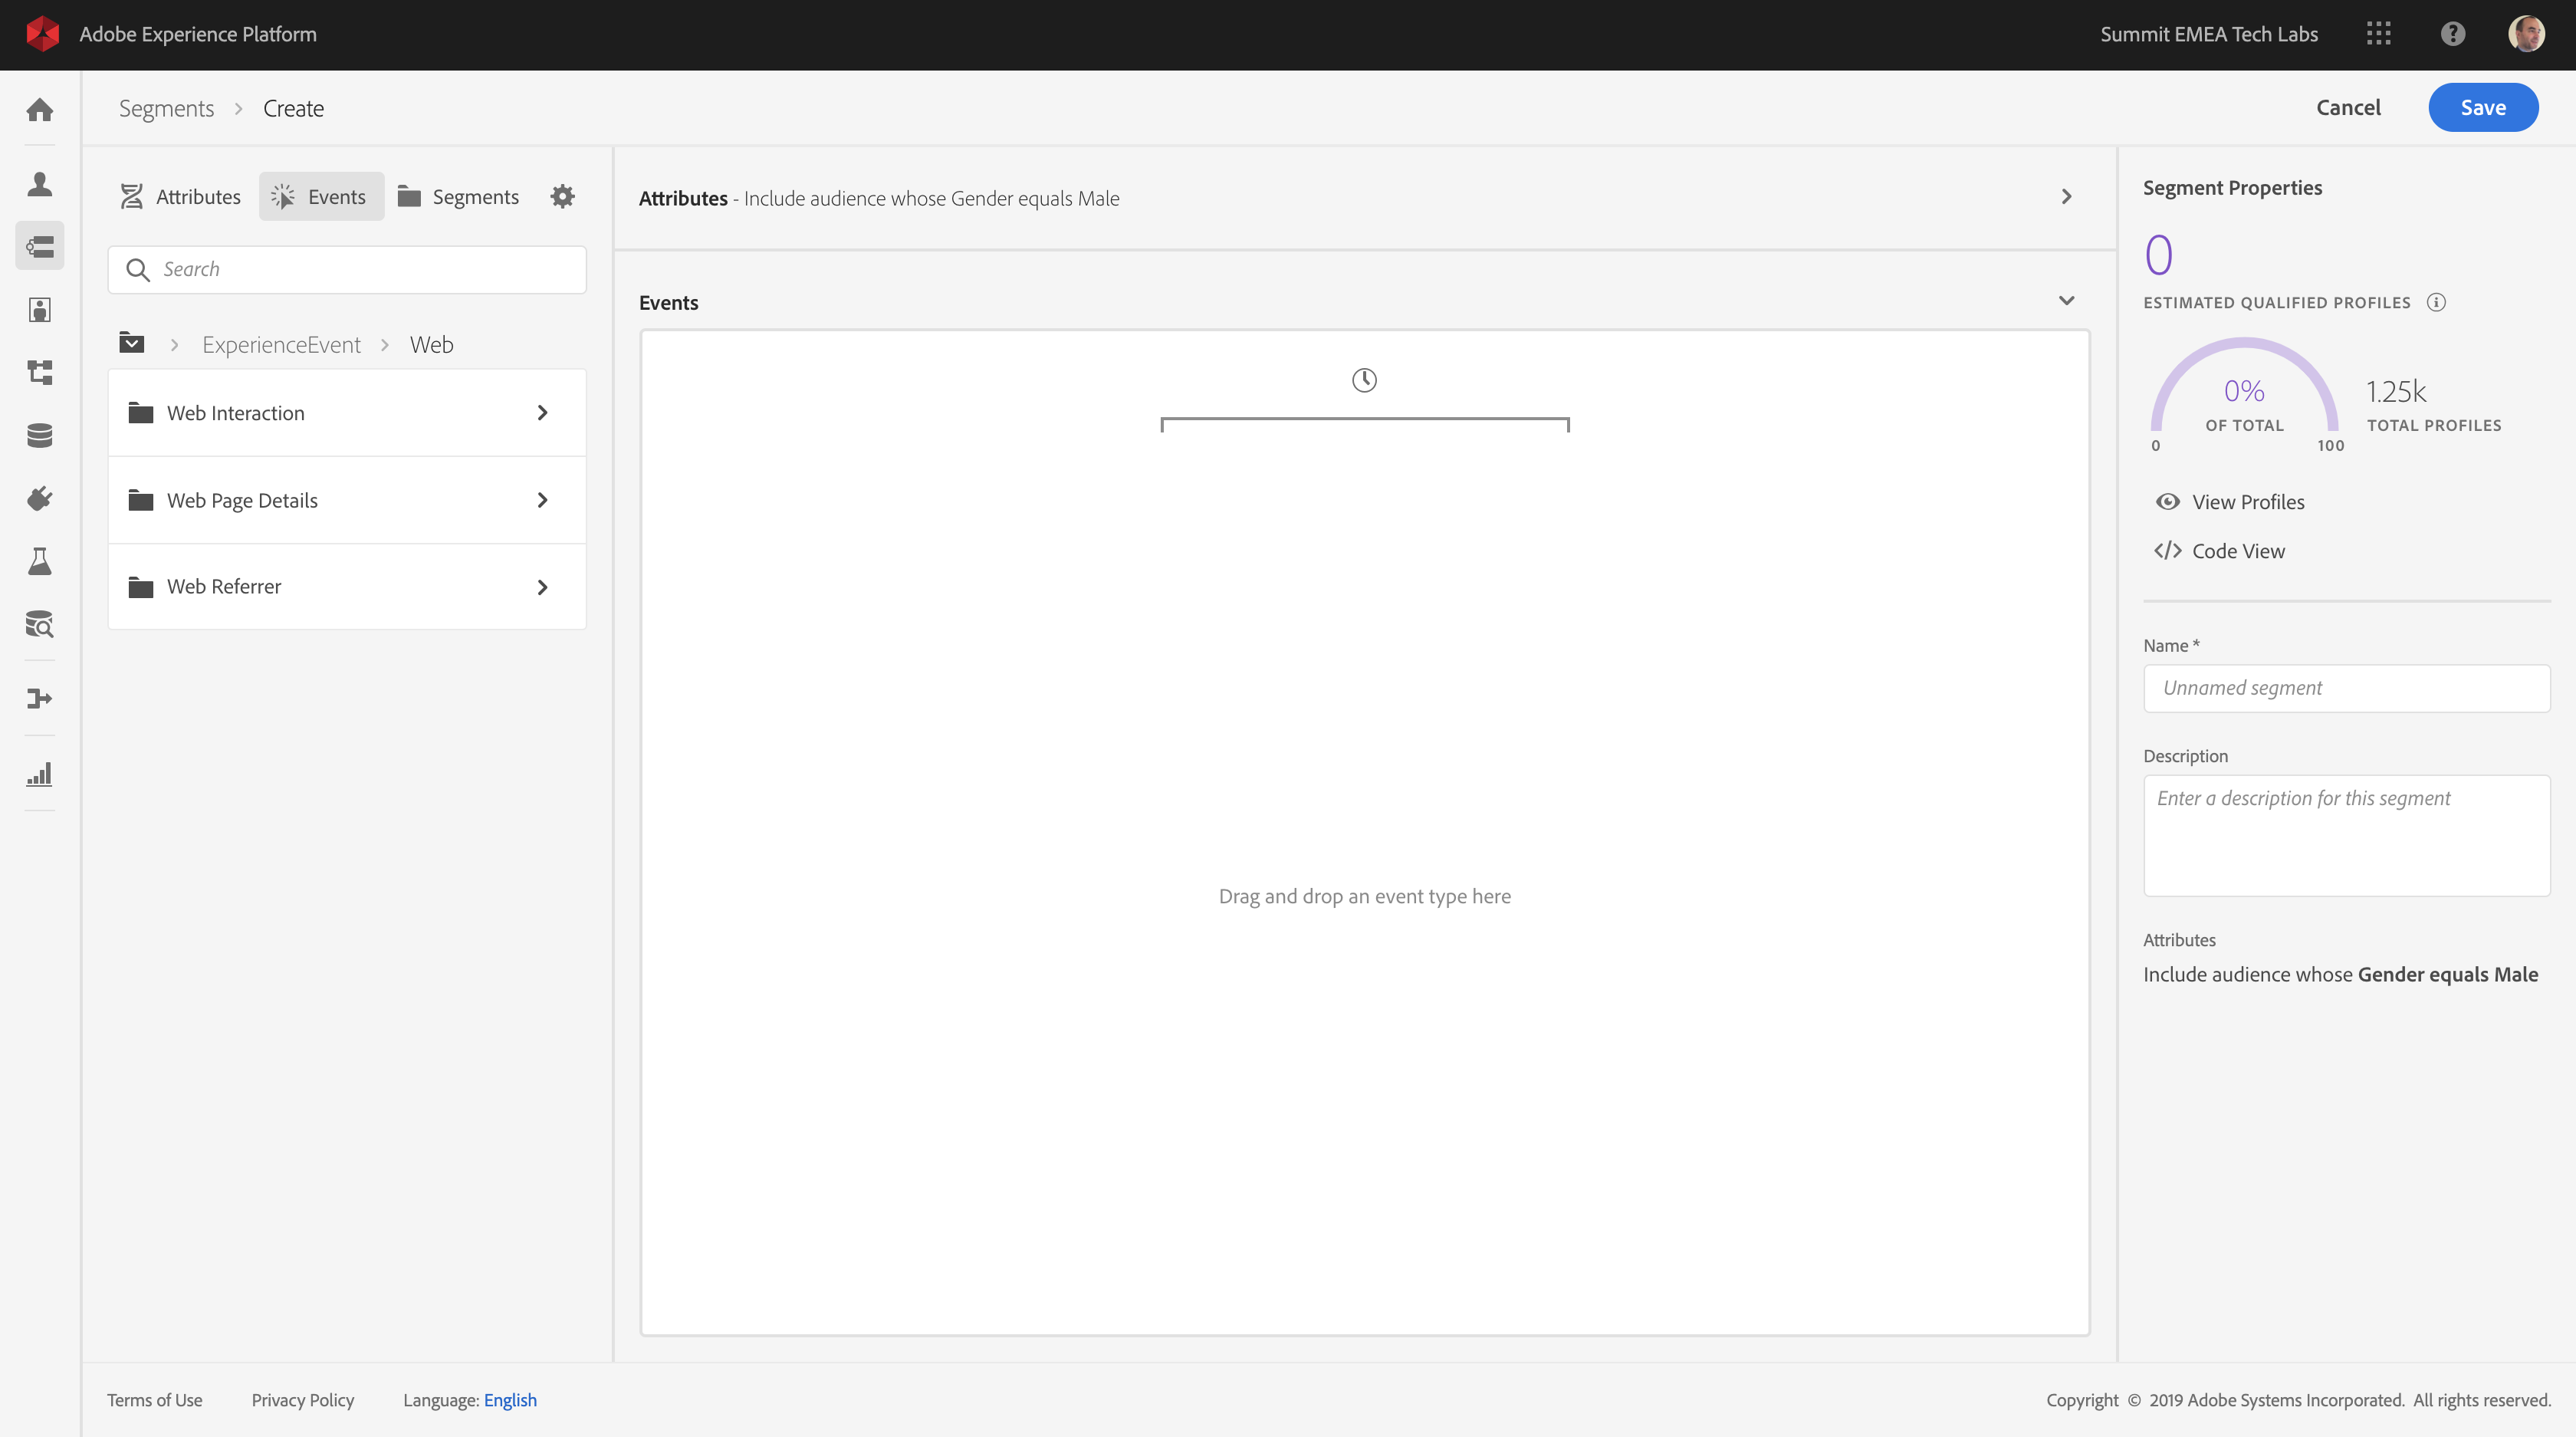 Adobe Experience Platform
Summit EMEA Tech Labs
Segments > Create
Cancel
Save
Attributes
Events
Segments
Search
ExperienceEvent > Web
Web Interaction
Web Page Details
Web Referrer
Attributes - Include audience whose Gender equals Male
Events
Drag and drop an event type here
Segment Properties
0
ESTIMATED QUALIFIED PROFILES
0%
OF TOTAL
0
100
1.25k
TOTAL PROFILES
View Profiles
</> Code View
Name *
Unnamed segment
Description
Enter a description for this segment
Attributes
Include audience whose Gender equals Male
Terms of Use
Privacy Policy
Language: English
Copyright © 2019 Adobe Systems Incorporated. All rights reserved.